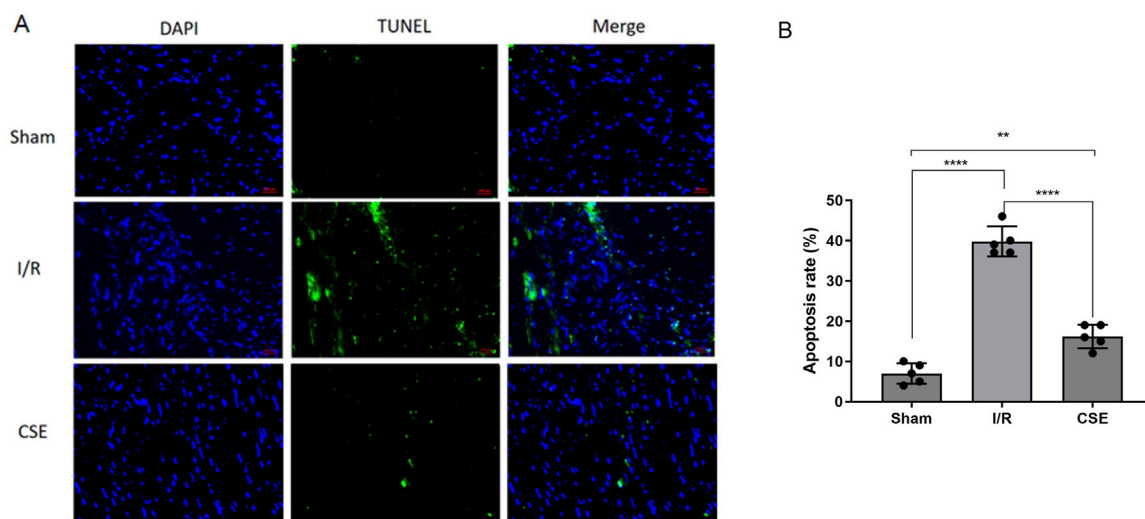 A
DAPI TUNEL Merge
Sham
I/R
CSE
B
**
**** ****
Apoptosis rate (%)
50
40
30
20
10
0
Sham I/R CSE